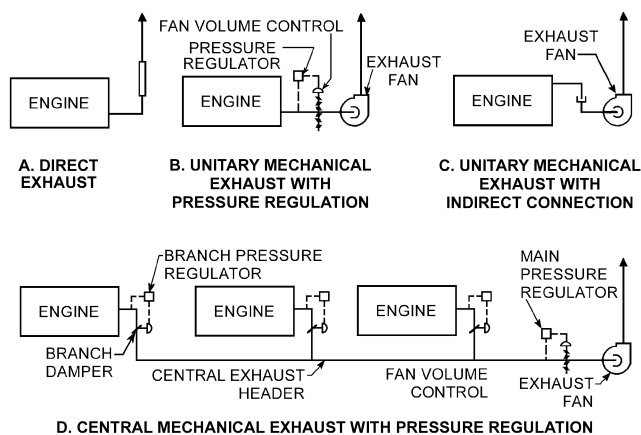 FAN VOLUME CONTROL
PRESSURE
REGULATOR
EXHAUST
FAN
EXHAUST
FAN
ENGINE
ENGINE
ENGINE
A. DIRECT
EXHAUST
B. UNITARY MECHANICAL
EXHAUST WITH
PRESSURE REGULATION
C. UNITARY MECHANICAL
EXHAUST WITH
INDIRECT CONNECTION
BRANCH PRESSURE
REGULATOR
MAIN
PRESSURE
REGULATOR
ENGINE
ENGINE
ENGINE
BRANCH
DAMPER
CENTRAL EXHAUST
HEADER
FAN VOLUME
CONTROL
EXHAUST
FAN
D. CENTRAL MECHANICAL EXHAUST WITH PRESSURE REGULATION